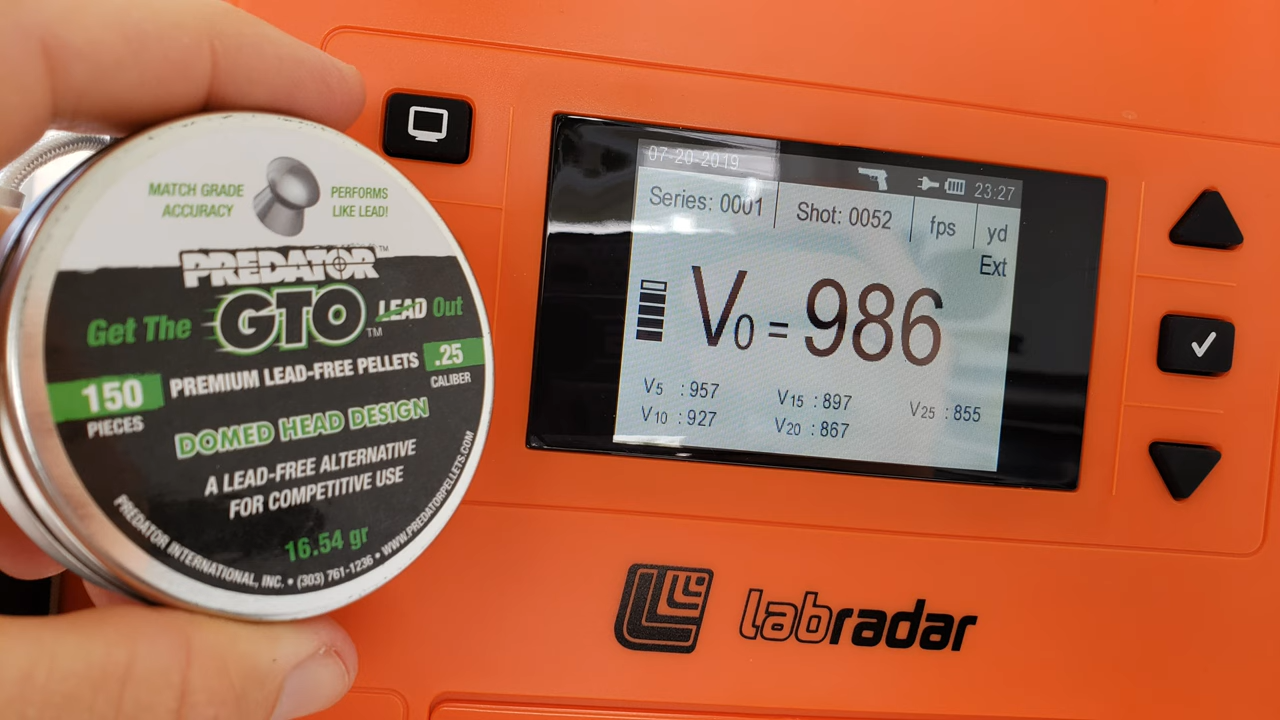 MATCH GRADE
ACCURACY
PERFORMS
LIKE LEAD!
PREDATOR™
Get The GTO™ LEAD Out
150
PIECES
PREMIUM LEAD-FREE PELLETS
.25
CALIBER
DOMED HEAD DESIGN
A LEAD-FREE ALTERNATIVE
FOR COMPETITIVE USE
16.54 gr
PREDATOR INTERNATIONAL, INC. • (303) 761-1236 • WWW.PREDATORPELLETS.COM
07-20-2019
23:27
Series: 0001
Shot: 0052
fps
yd
Ext
V0 = 986
V5 : 957
V15 : 897
V25 : 855
V10 : 927
V20 : 867
labradar